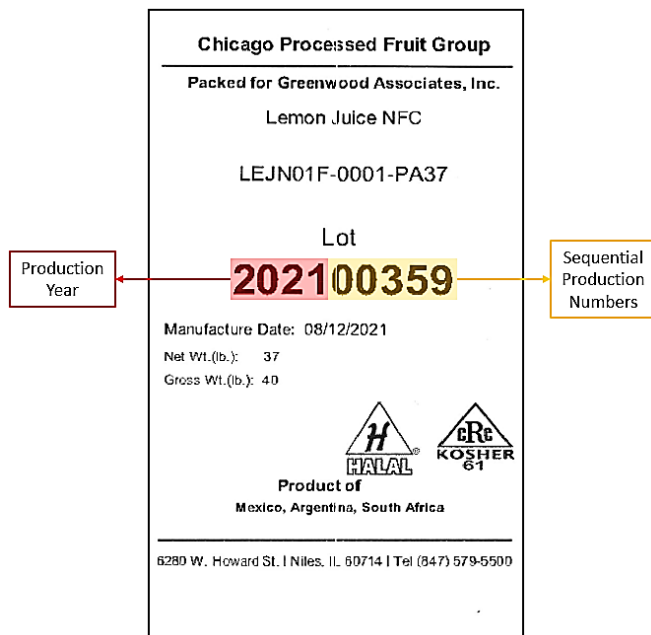 Chicago Processed Fruit Group
Packed for Greenwood Associates, Inc.
Lemon Juice NFC
LEJN01F-0001-PA37
Lot
Production
Year
202100359
Sequential
Production
Numbers
Manufacture Date: 08/12/2021
Net Wt.(lb.): 37
Gross Wt.(lb.): 40
H
HALAL
®
cRc
KOSHER
61
Product of
Mexico, Argentina, South Africa
6280 W. Howard St. | Niles, IL 60714 | Tel (847) 579-5500